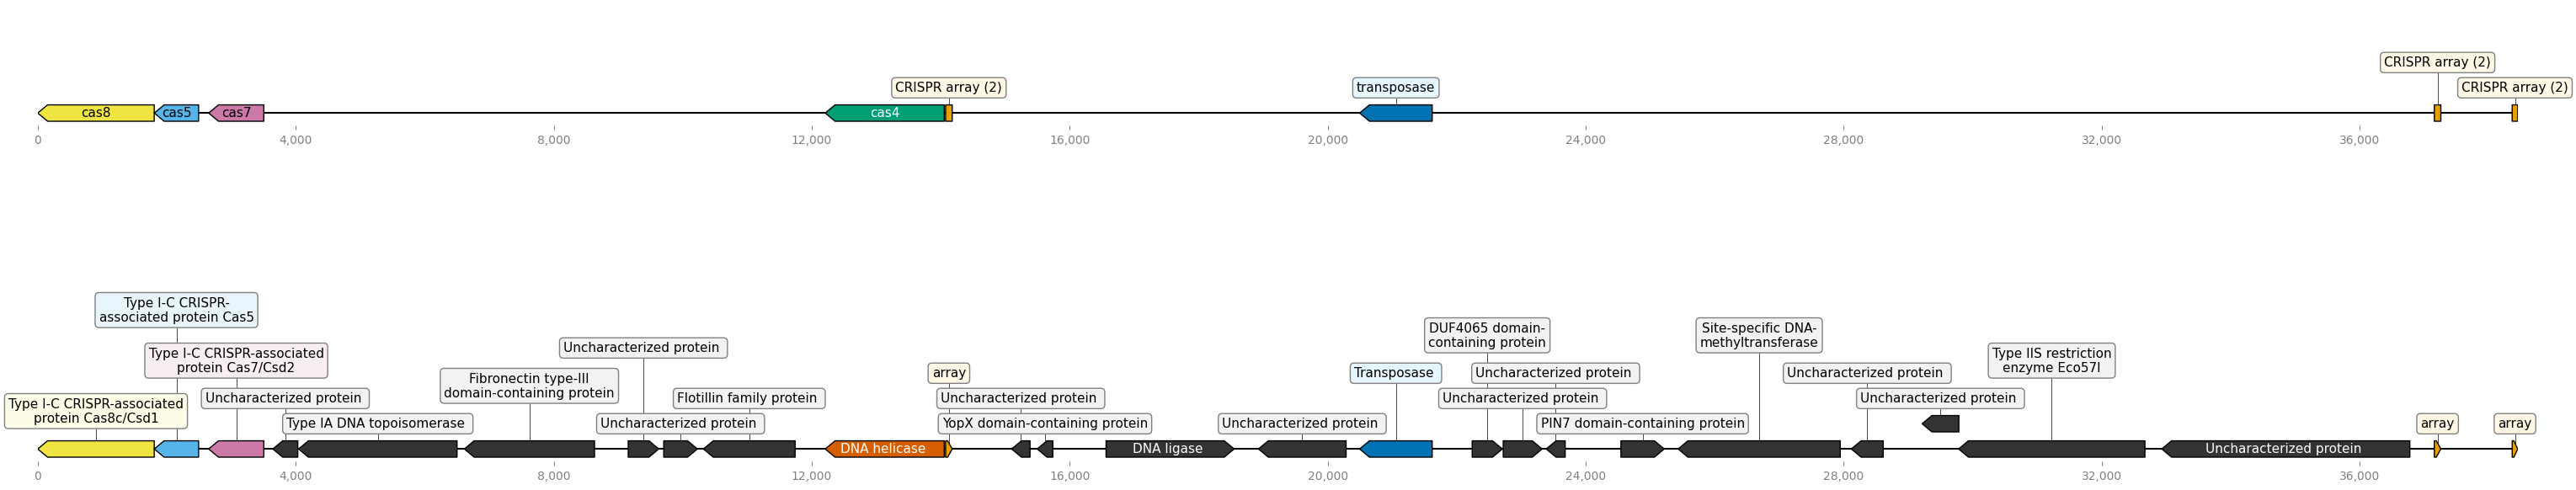 CRISPR array (2)
CRISPR array (2)
transposase
CRISPR array (2)
cas8
cas5
cas7
cas4
0
4,000
8,000
12,000
16,000
20,000
24,000
28,000
32,000
36,000
Type I-C CRISPR-
associated protein Cas5
DUF4065 domain-
containing protein
Site-specific DNA-
methyltransferase
Uncharacterized protein
Type I-C CRISPR-associated
protein Cas7/Csd2
Type IIS restriction
enzyme Eco57I
Fibronectin type-III
domain-containing protein
array
Transposase
Uncharacterized protein
Uncharacterized protein
Uncharacterized protein
Flotillin family protein
Uncharacterized protein
Uncharacterized protein
Uncharacterized protein
Type I-C CRISPR-associated
protein Cas8c/Csd1
Type IA DNA topoisomerase
Uncharacterized protein
YopX domain-containing protein
Uncharacterized protein
PIN7 domain-containing protein
array
array
DNA helicase
DNA ligase
Uncharacterized protein
0
4,000
8,000
12,000
16,000
20,000
24,000
28,000
32,000
36,000